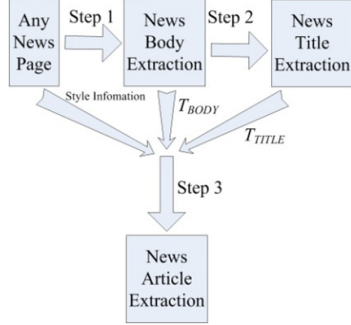 Any
News
Page
Step 1
News
Body
Extraction
Step 2
News
Title
Extraction
Style Infomation
T_BODY
T_TITLE
Step 3
News
Article
Extraction